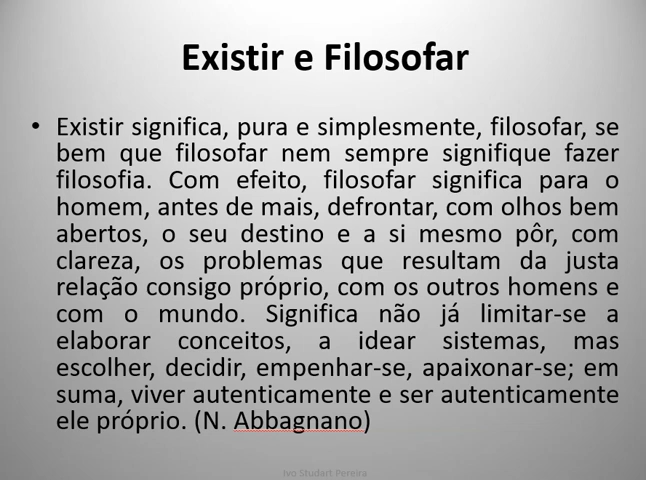 Existir e Filosofar
• Existir significa, pura e simplesmente, filosofar, se
bem que filosofar nem sempre signifique fazer
filosofia. Com efeito, filosofar significa para o
homem, antes de mais, defrontar, com olhos bem
abertos, o seu destino e a si mesmo pôr, com
clareza, os problemas que resultam da justa
relação consigo próprio, com os outros homens e
com o mundo. Significa não já limitar-se a
elaborar conceitos, a idear sistemas, mas
escolher, decidir, empenhar-se, apaixonar-se; em
suma, viver autenticamente e ser autenticamente
ele próprio. (N. Abbagnano)
Ivo Studart Pereira